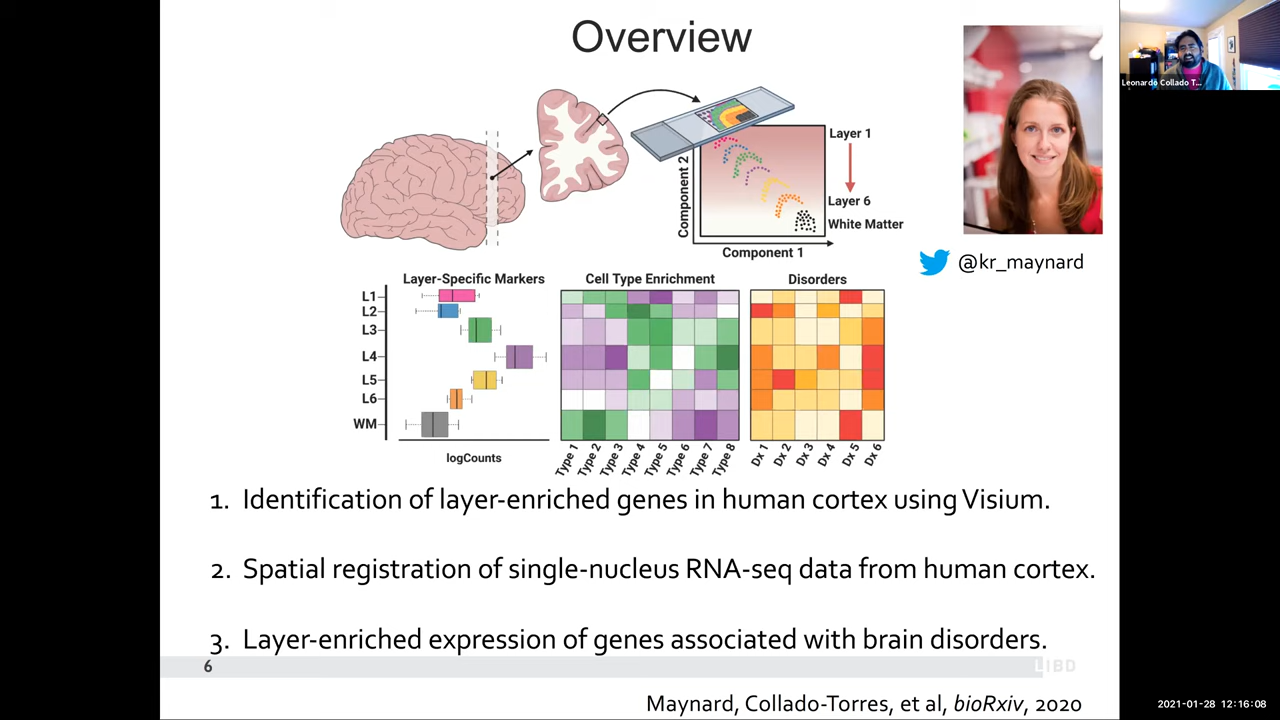 Overview
Leonardo Collado T...
Layer 1
Layer 6
White Matter
Component 2
Component 1
@kr_maynard
Layer-Specific Markers
L1
L2
L3
L4
L5
L6
WM
logCounts
Cell Type Enrichment
Type 1
Type 2
Type 3
Type 4
Type 5
Type 6
Type 7
Type 8
Disorders
Dx 1
Dx 2
Dx 3
Dx 4
Dx 5
Dx 6
1. Identification of layer-enriched genes in human cortex using Visium.
2. Spatial registration of single-nucleus RNA-seq data from human cortex.
3. Layer-enriched expression of genes associated with brain disorders.
6
LIBD
Maynard, Collado-Torres, et al, bioRxiv, 2020
2021-01-28 12:16:08